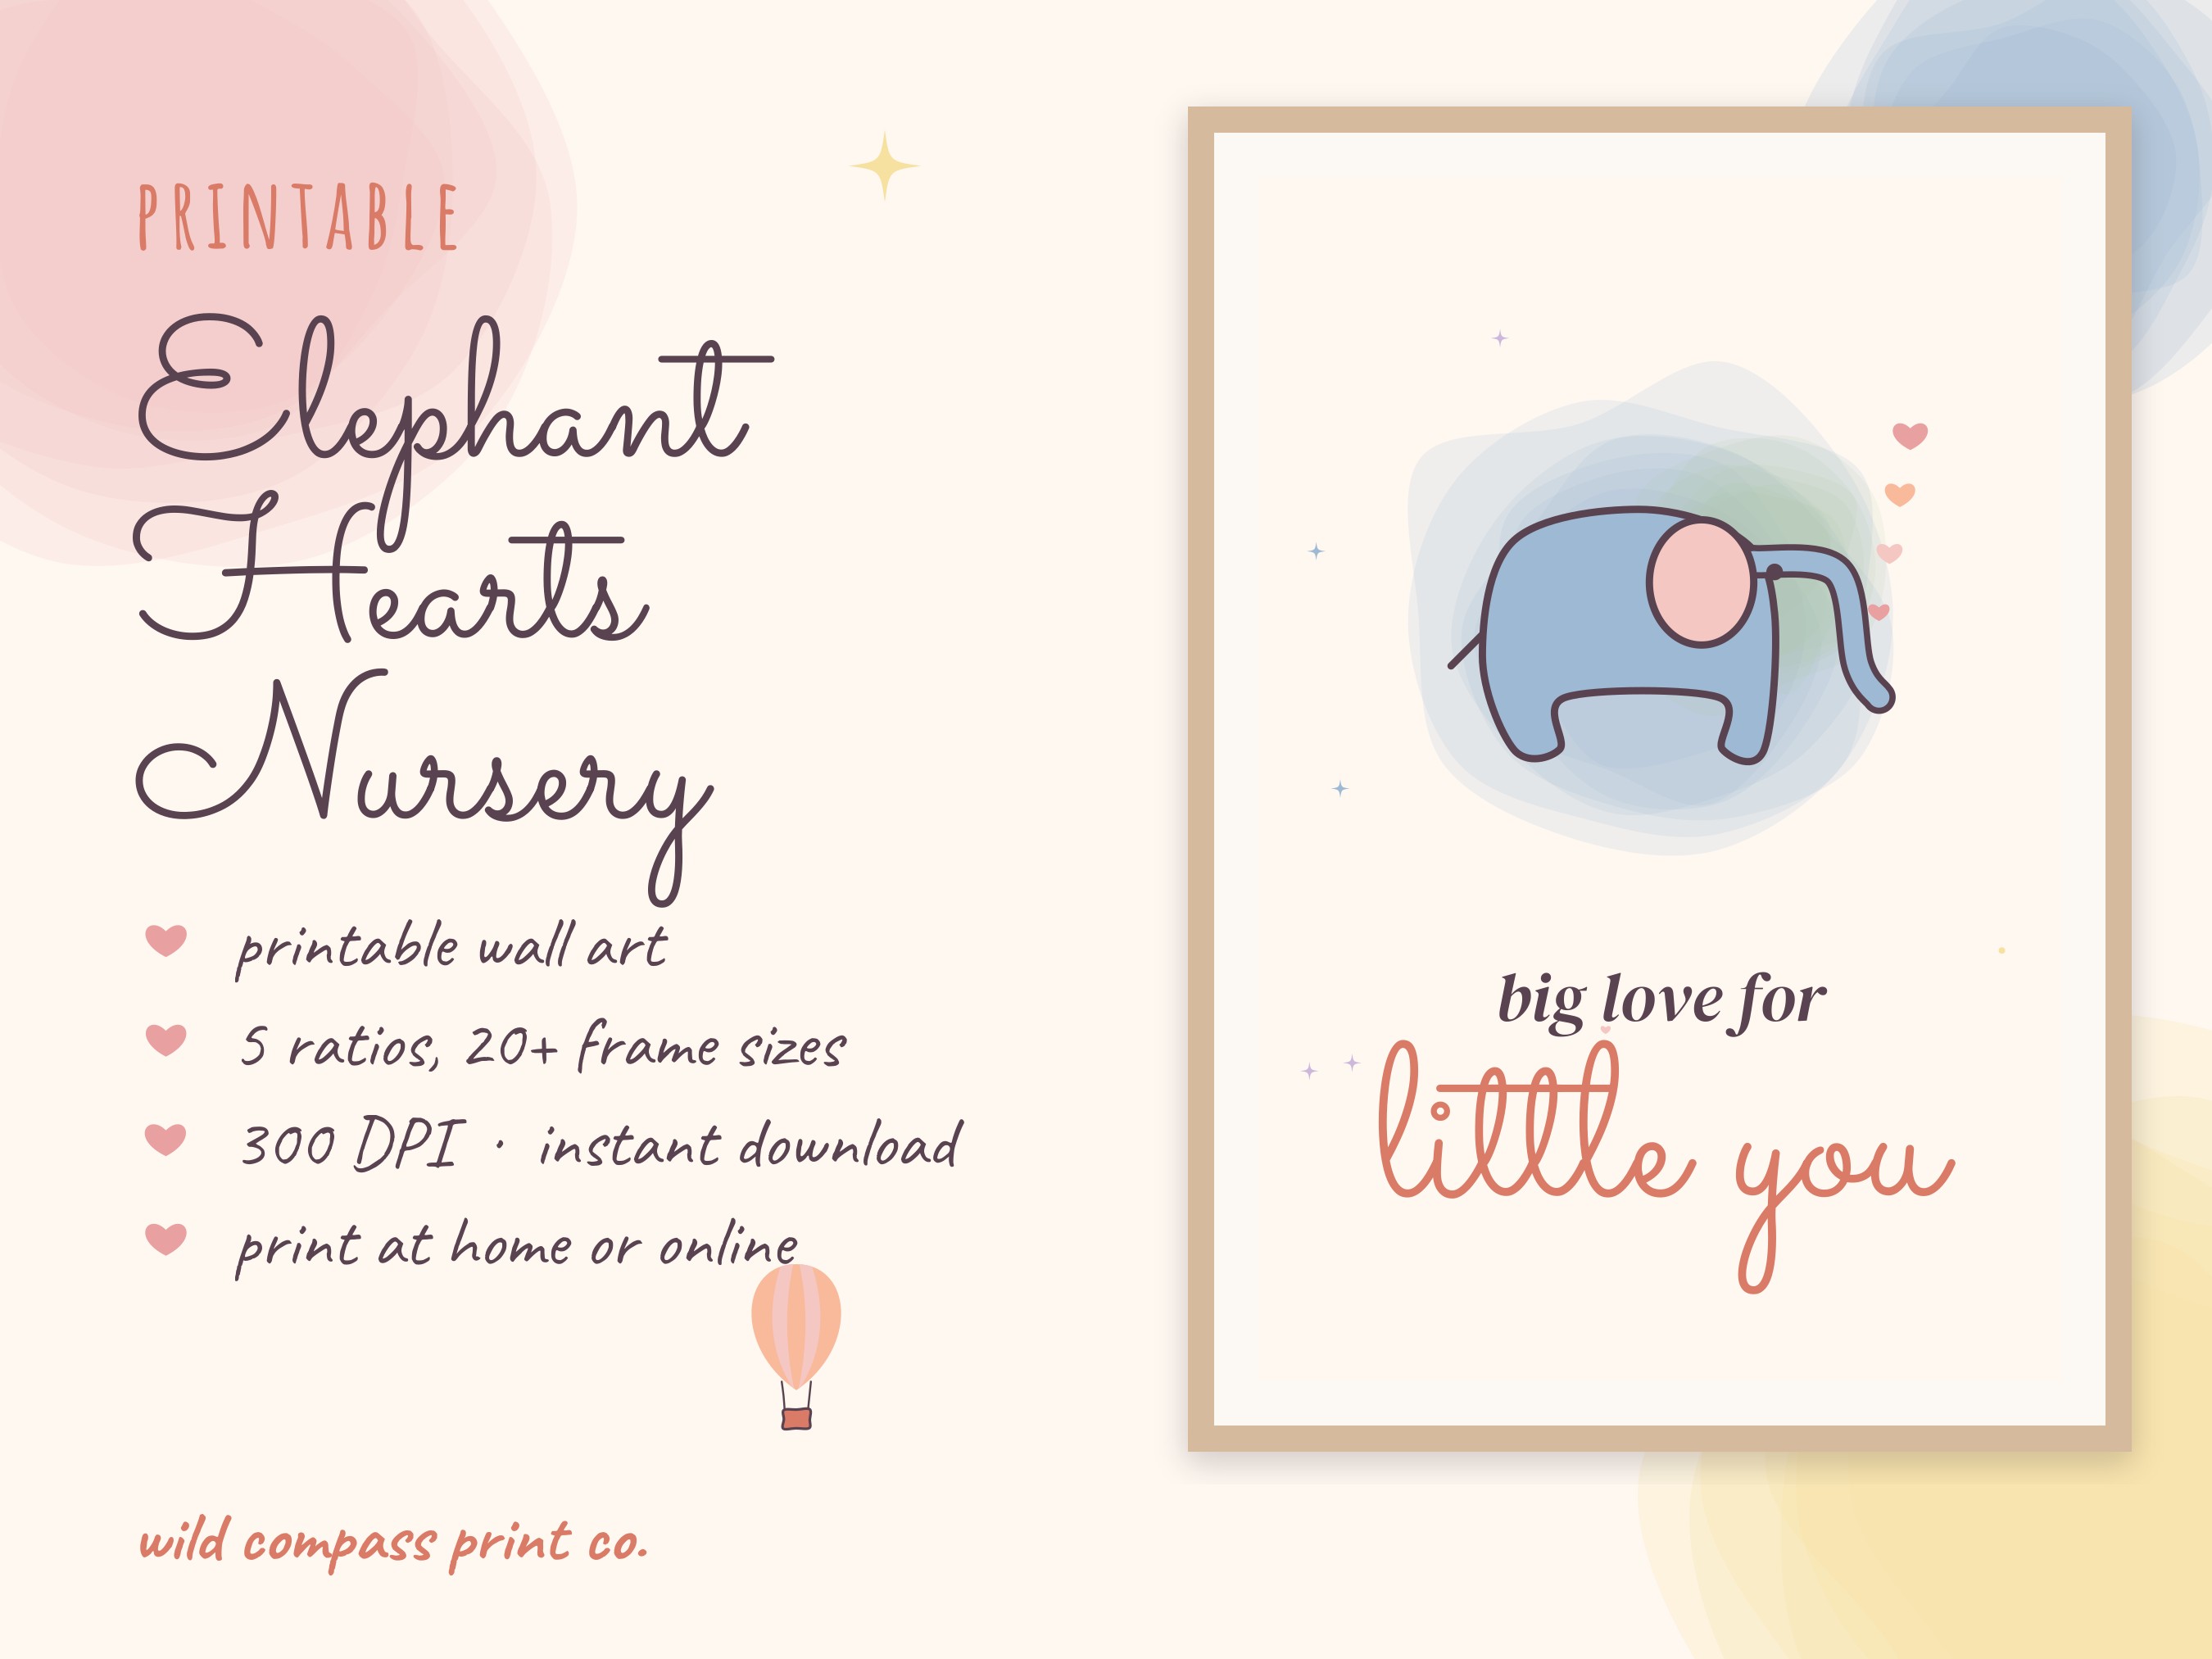 PRINTABLE
Elephant
Hearts
Nursery
printable wall art
5 ratios, 20+ frame sizes
300 DPI · instant download
print at home or online
wild compass print co.
big love for
little you